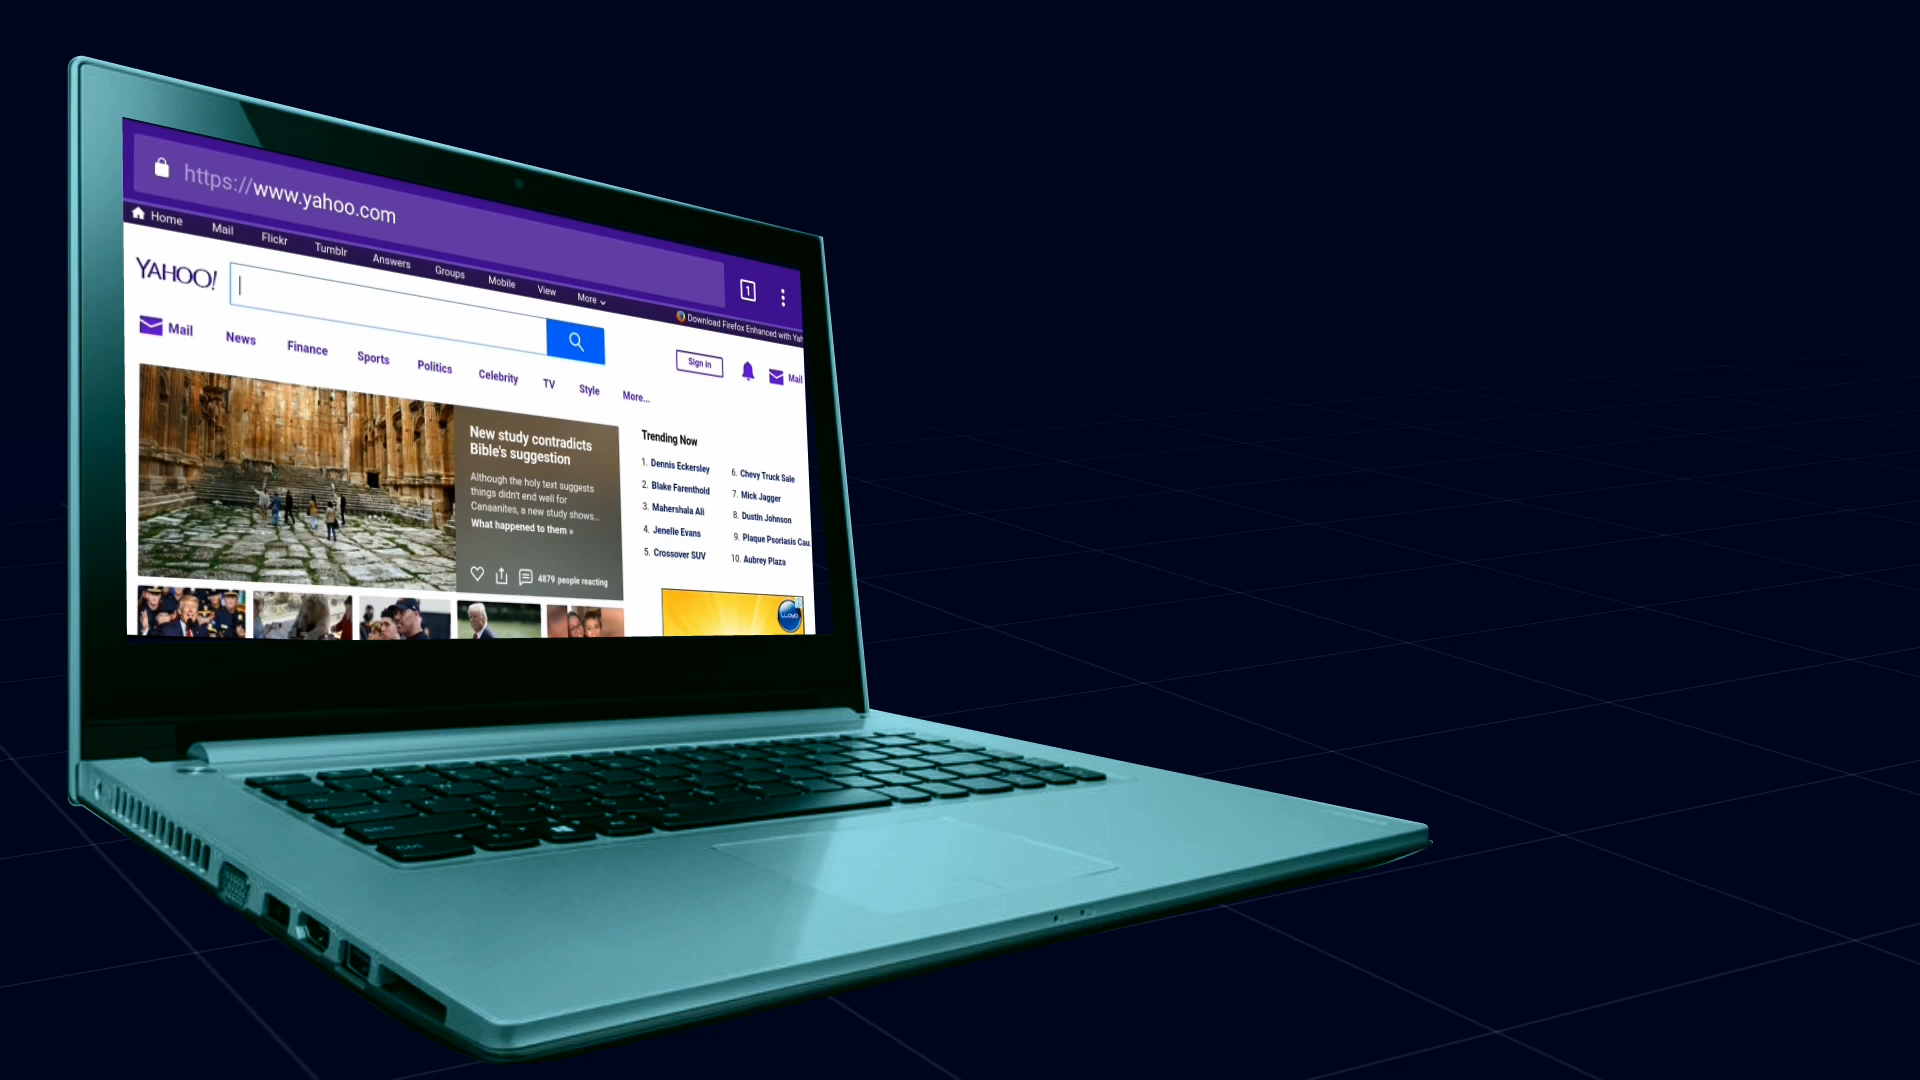 https://www.yahoo.com
1
Home Mail Flickr Tumblr Answers Groups Mobile View More
Download Firefox Enhanced with Yah
YAHOO!
Sign in
Mail
Mail News Finance Sports Politics Celebrity TV Style More...
New study contradicts
Bible's suggestion
Although the holy text suggests
things didn't end well for
Canaanites, a new study shows...
What happened to them »
4879 people reacting
Trending Now
1. Dennis Eckersley
2. Blake Farenthold
3. Mahershala Ali
4. Jenelle Evans
5. Crossover SUV
6. Chevy Truck Sale
7. Mick Jagger
8. Dustin Johnson
9. Plaque Psoriasis Cau
10. Aubrey Plaza